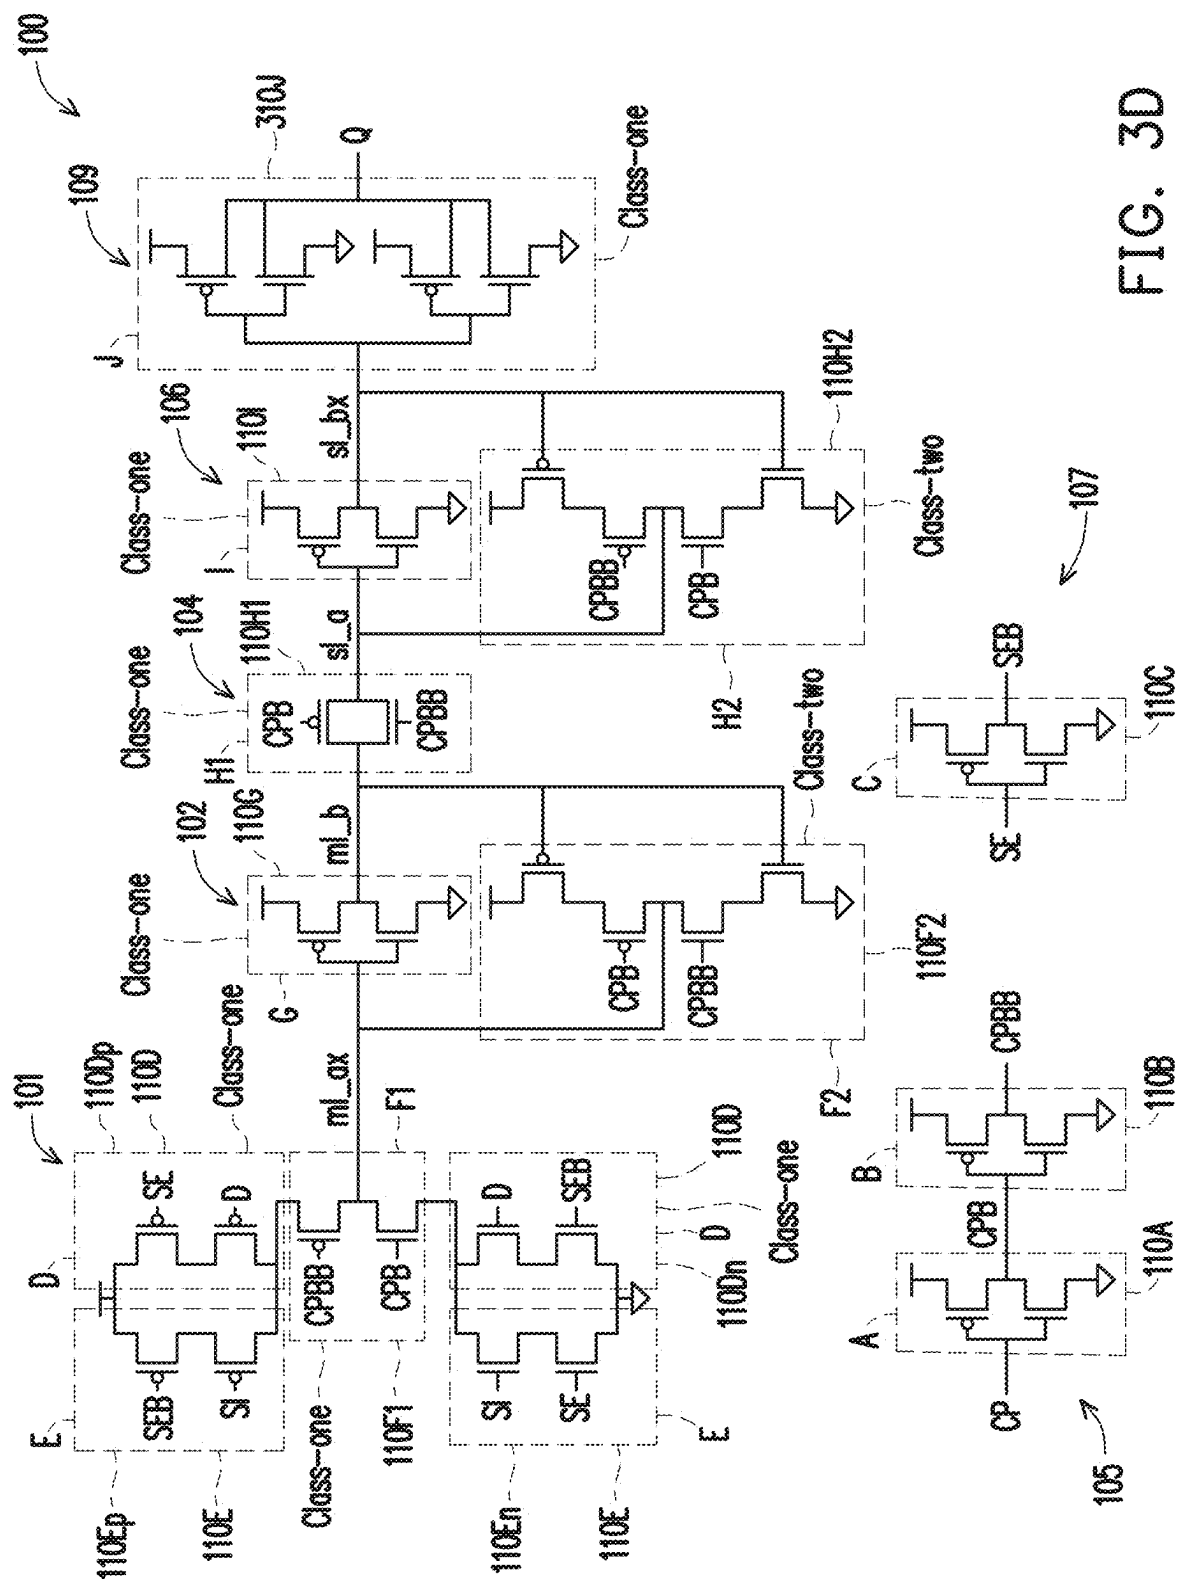 100
101
102
104
106
109
110Dp
110D
Class-one
110G
Class-one
110H1
Class-one
110I
Class-one
310J
J
Q
Class-one
D
E
SE
D
SEB
SI
110Ep
110E
Class-one
CPBB
CPB
F1
110F1
ml_ax
G
ml_b
H1
CPB
CPBB
sl_a
I
sl_bx
D
SEB
SI
SE
110D
Class-one
D
110Dn
E
110En
110E
CPB
CPBB
F2
110F2
Class-two
CPBB
CPB
H2
110H2
Class-two
CP
A
CPB
B
CPBB
110A
110B
105
SE
C
SEB
110C
107
FIG. 3D